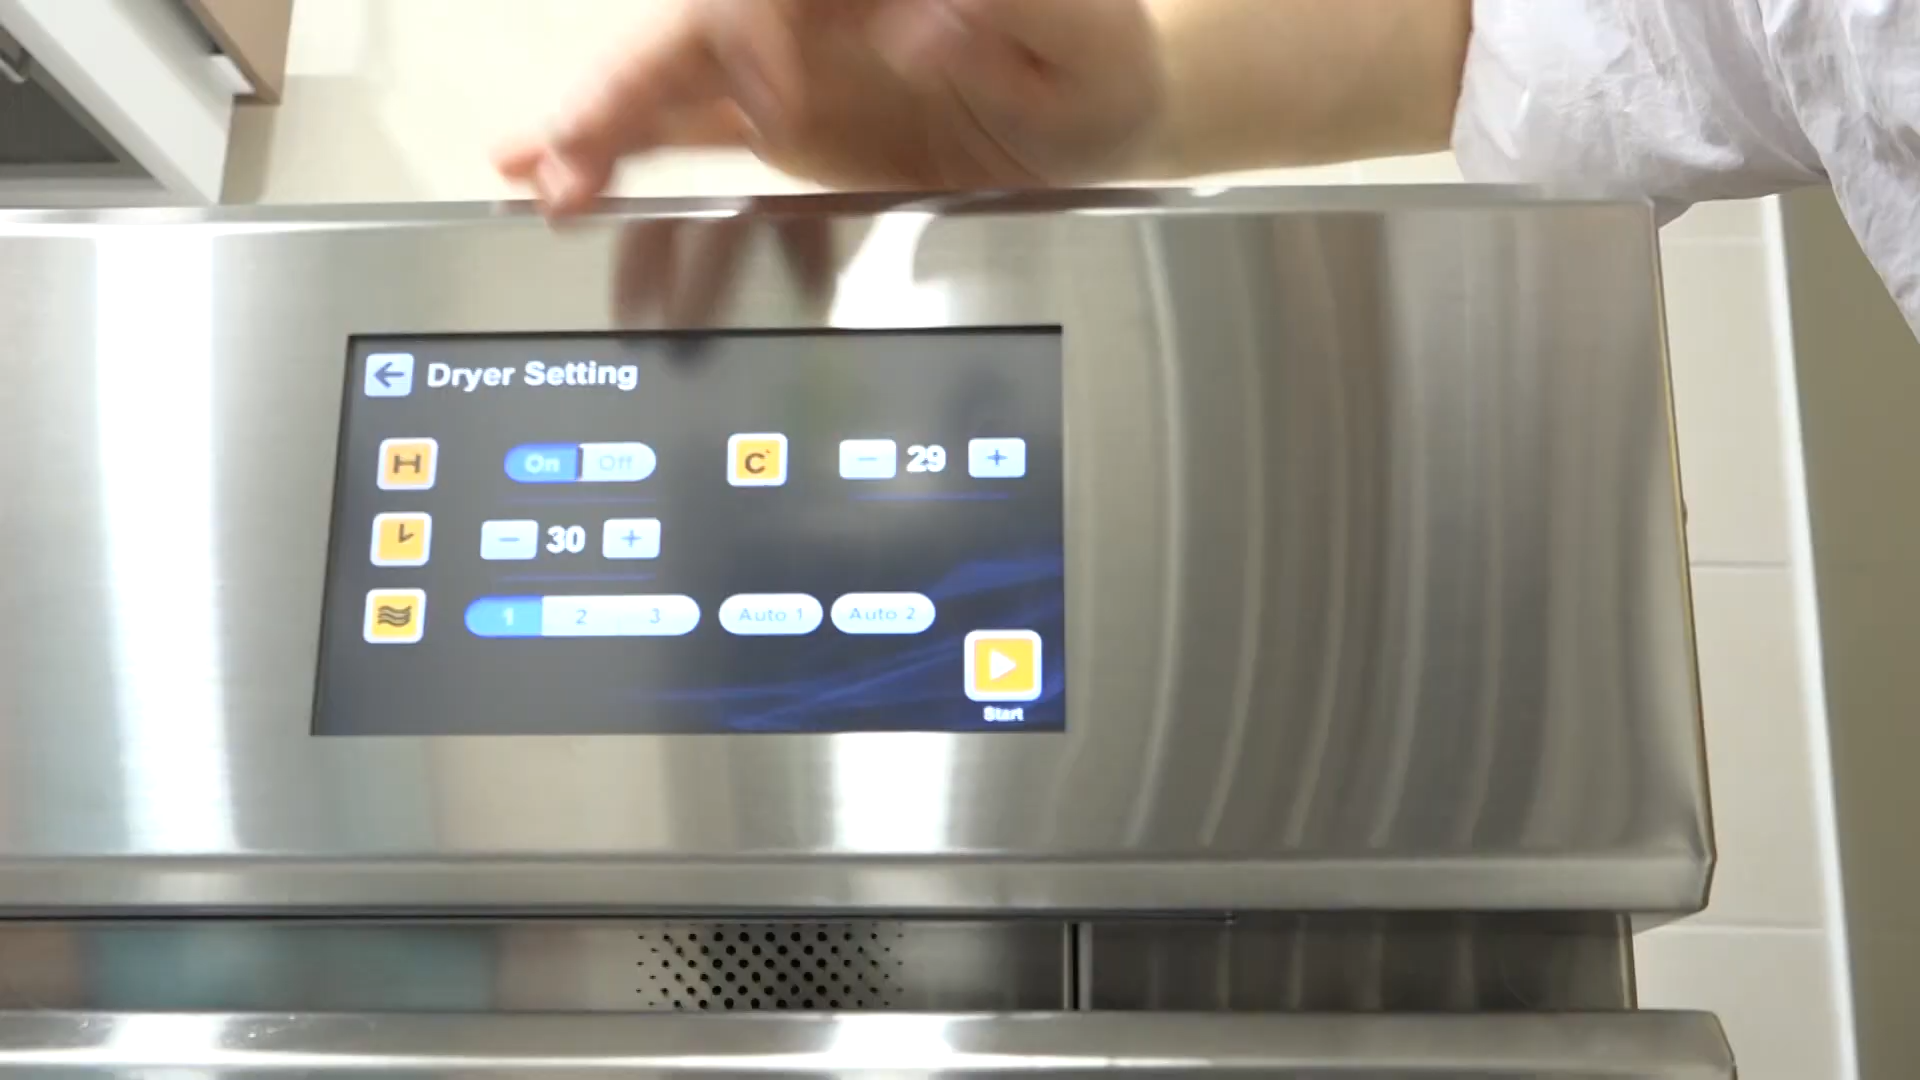 Dryer Setting
H On Off C° - 29 +
- 30 +
1 2 3 Auto 1 Auto 2
Start